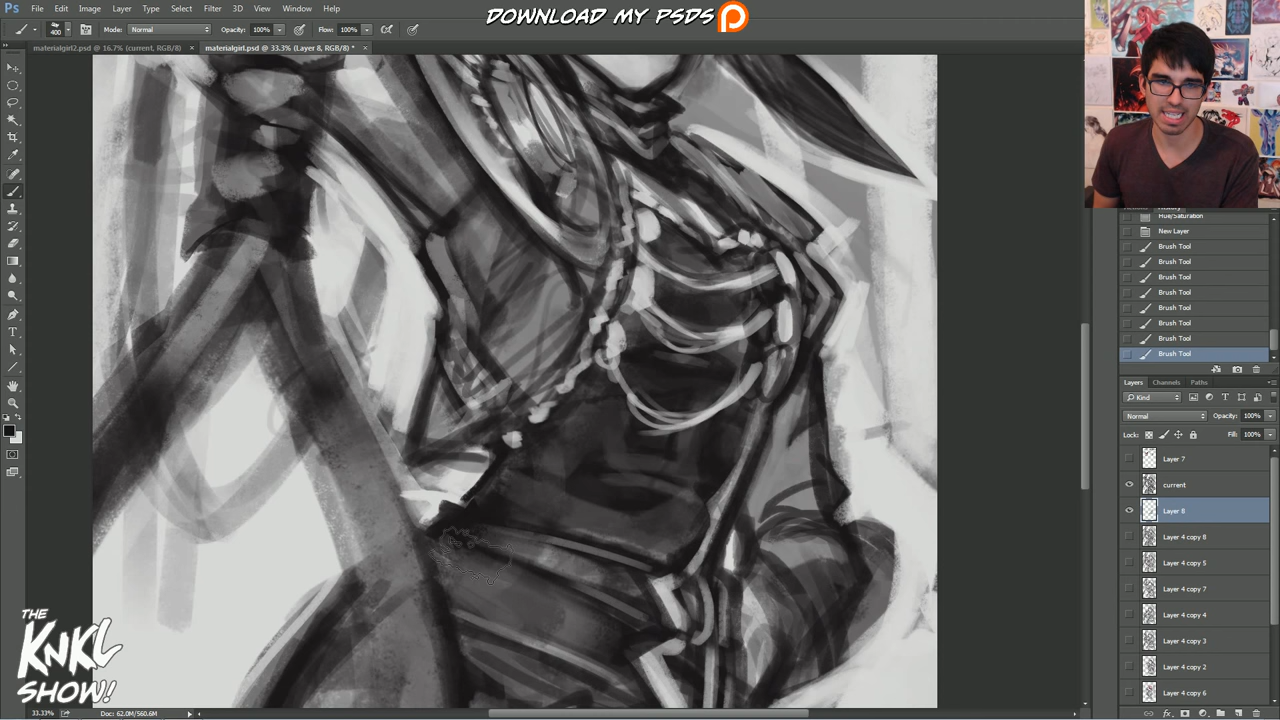 Ps File Edit Image Layer Type Select Filter 3D View Window Help
DOWNLOAD MY PSDS
400 Mode: Normal Opacity: 100% Flow: 100%
materialgirl2.psd @ 16.7% (current, RGB/8) × materialgirl.psd @ 33.3% (Layer 8, RGB/8) * ×
Hue/Saturation
New Layer
Brush Tool
Brush Tool
Brush Tool
Brush Tool
Brush Tool
Brush Tool
Brush Tool
Brush Tool
Layers Channels Paths
Kind
Normal Opacity: 100%
Lock: Fill: 100%
Layer 7
current
Layer 8
Layer 4 copy 8
Layer 4 copy 5
Layer 4 copy 7
Layer 4 copy 4
Layer 4 copy 3
Layer 4 copy 2
Layer 4 copy 6
THE
KNKL
SHOW!
33.33% Doc: 62.0M/560.6M